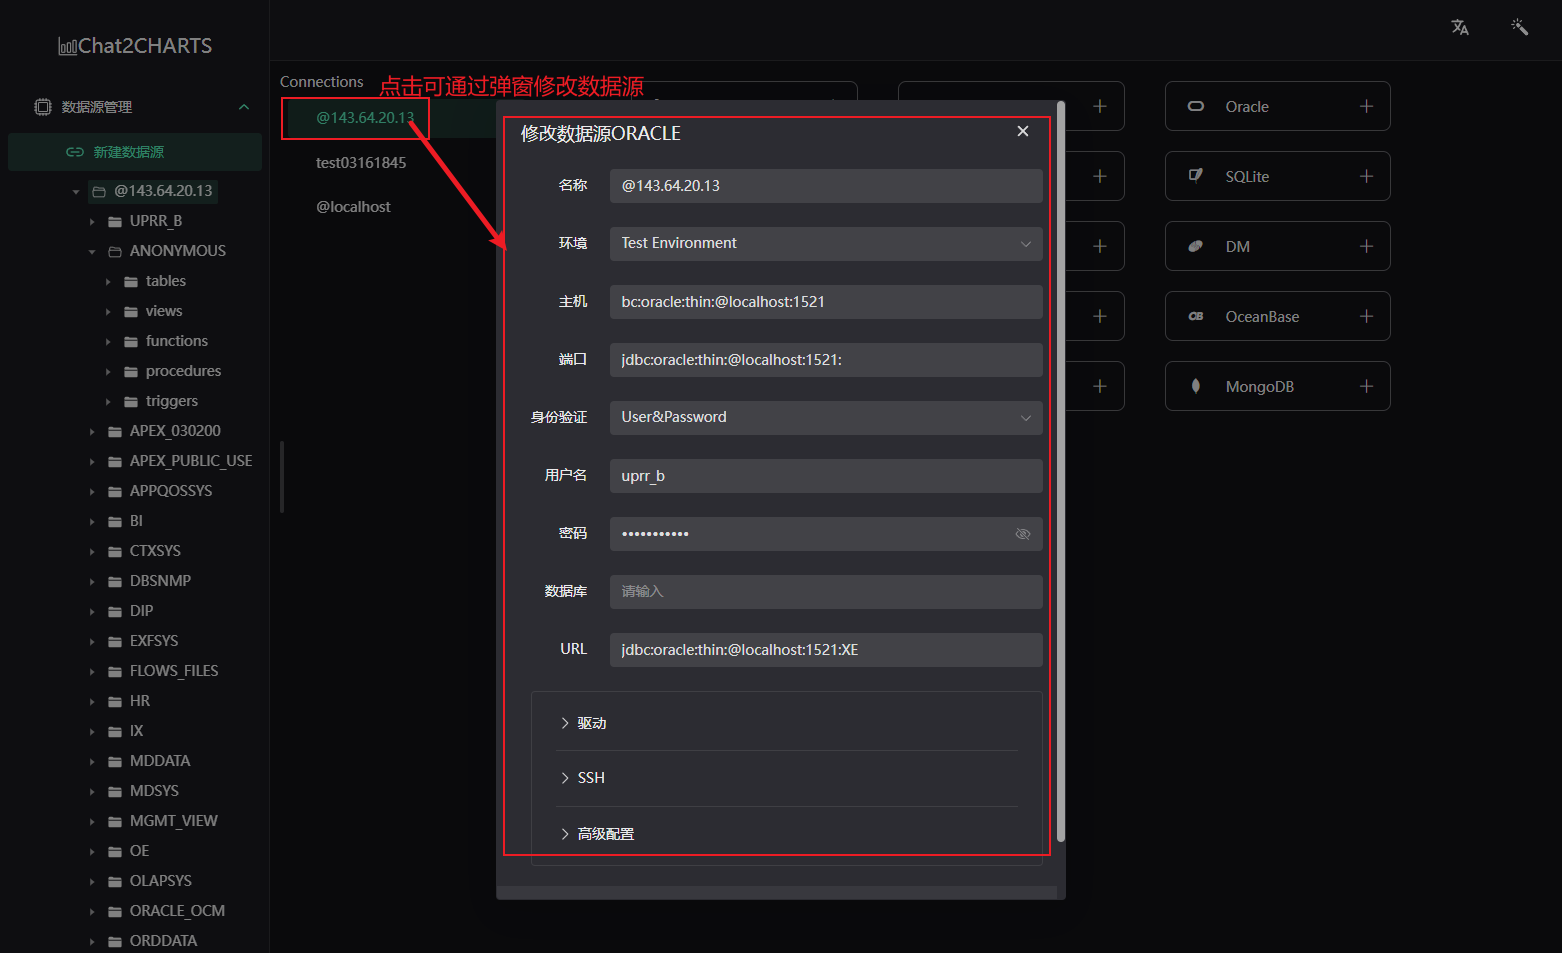 Chat2CHARTS
数据源管理
新建数据源
@143.64.20.13
UPRR_B
ANONYMOUS
tables
views
functions
procedures
triggers
APEX_030200
APEX_PUBLIC_USE
APPQOSSYS
BI
CTXSYS
DBSNMP
DIP
EXFSYS
FLOWS_FILES
HR
IX
MDDATA
MDSYS
MGMT_VIEW
OE
OLAPSYS
ORACLE_OCM
ORDDATA
Connections
点击可通过弹窗修改数据源
@143.64.20.13
test03161845
@localhost
修改数据源ORACLE
名称 @143.64.20.13
环境 Test Environment
主机 bc:oracle:thin:@localhost:1521
端口 jdbc:oracle:thin:@localhost:1521:
身份验证 User&Password
用户名 uprr_b
密码 •••••••••••
数据库 请输入
URL jdbc:oracle:thin:@localhost:1521:XE
驱动
SSH
高级配置
Oracle
SQLite
DM
OceanBase
MongoDB